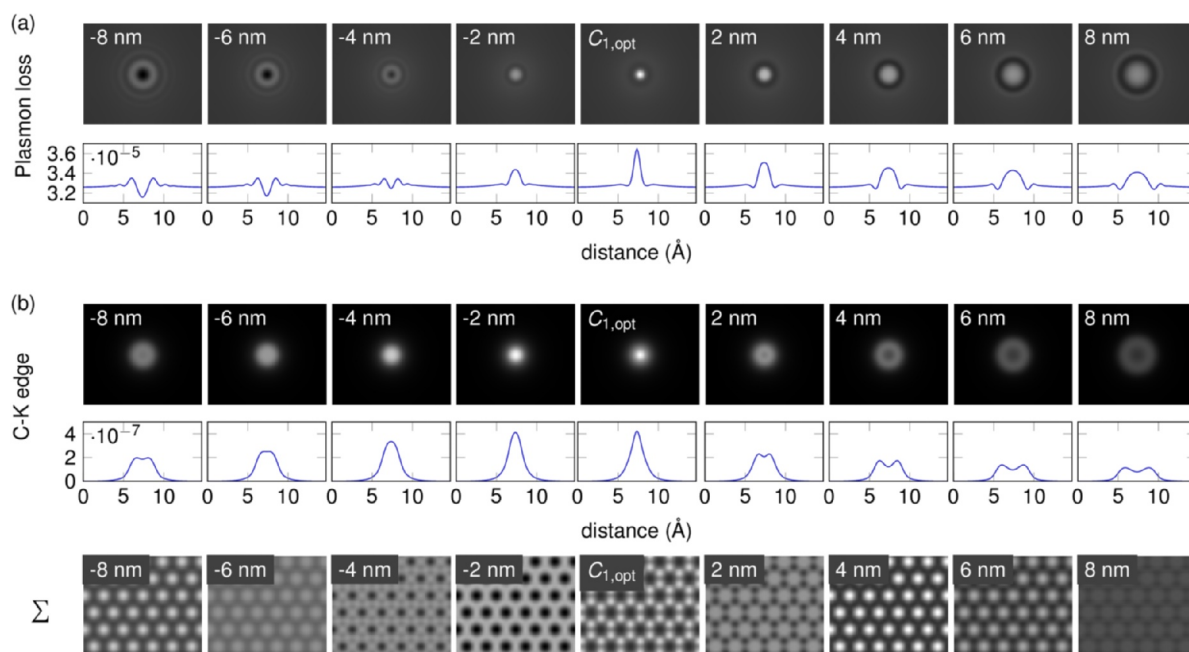 (a)
-8 nm -6 nm -4 nm -2 nm C1,opt 2 nm 4 nm 6 nm 8 nm
Plasmon loss
3.6
3.4
3.2
·10−5
0 5 10 0 5 10 0 5 10 0 5 10 0 5 10 0 5 10 0 5 10 0 5 10 0 5 10
distance (Å)
(b)
-8 nm -6 nm -4 nm -2 nm C1,opt 2 nm 4 nm 6 nm 8 nm
C-K edge
4
2
0
·10−7
0 5 10 0 5 10 0 5 10 0 5 10 0 5 10 0 5 10 0 5 10 0 5 10 0 5 10
distance (Å)
-8 nm -6 nm -4 nm -2 nm C1,opt 2 nm 4 nm 6 nm 8 nm
Σ